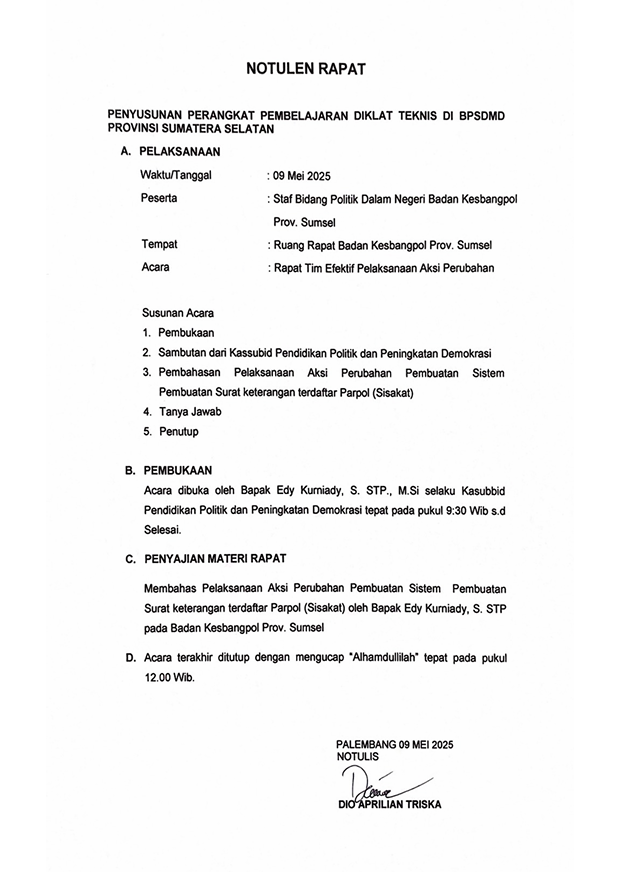 NOTULEN RAPAT
PENYUSUNAN PERANGKAT PEMBELAJARAN DIKLAT TEKNIS DI BPSDMD
PROVINSI SUMATERA SELATAN
A. PELAKSANAAN
Waktu/Tanggal : 09 Mei 2025
Peserta : Staf Bidang Politik Dalam Negeri Badan Kesbangpol
Prov. Sumsel
Tempat : Ruang Rapat Badan Kesbangpol Prov. Sumsel
Acara : Rapat Tim Efektif Pelaksanaan Aksi Perubahan
Susunan Acara
1. Pembukaan
2. Sambutan dari Kassubid Pendidikan Politik dan Peningkatan Demokrasi
3. Pembahasan Pelaksanaan Aksi Perubahan Pembuatan Sistem
Pembuatan Surat keterangan terdaftar Parpol (Sisakat)
4. Tanya Jawab
5. Penutup
B. PEMBUKAAN
Acara dibuka oleh Bapak Edy Kurniady, S. STP., M.Si selaku Kasubbid
Pendidikan Politik dan Peningkatan Demokrasi tepat pada pukul 9:30 Wib s.d
Selesai.
C. PENYAJIAN MATERI RAPAT
Membahas Pelaksanaan Aksi Perubahan Pembuatan Sistem Pembuatan
Surat keterangan terdaftar Parpol (Sisakat) oleh Bapak Edy Kurniady, S. STP
pada Badan Kesbangpol Prov. Sumsel
D. Acara terakhir ditutup dengan mengucap "Alhamdullilah" tepat pada pukul
12.00 Wib.
PALEMBANG 09 MEI 2025
NOTULIS
DIO APRILIAN TRISKA